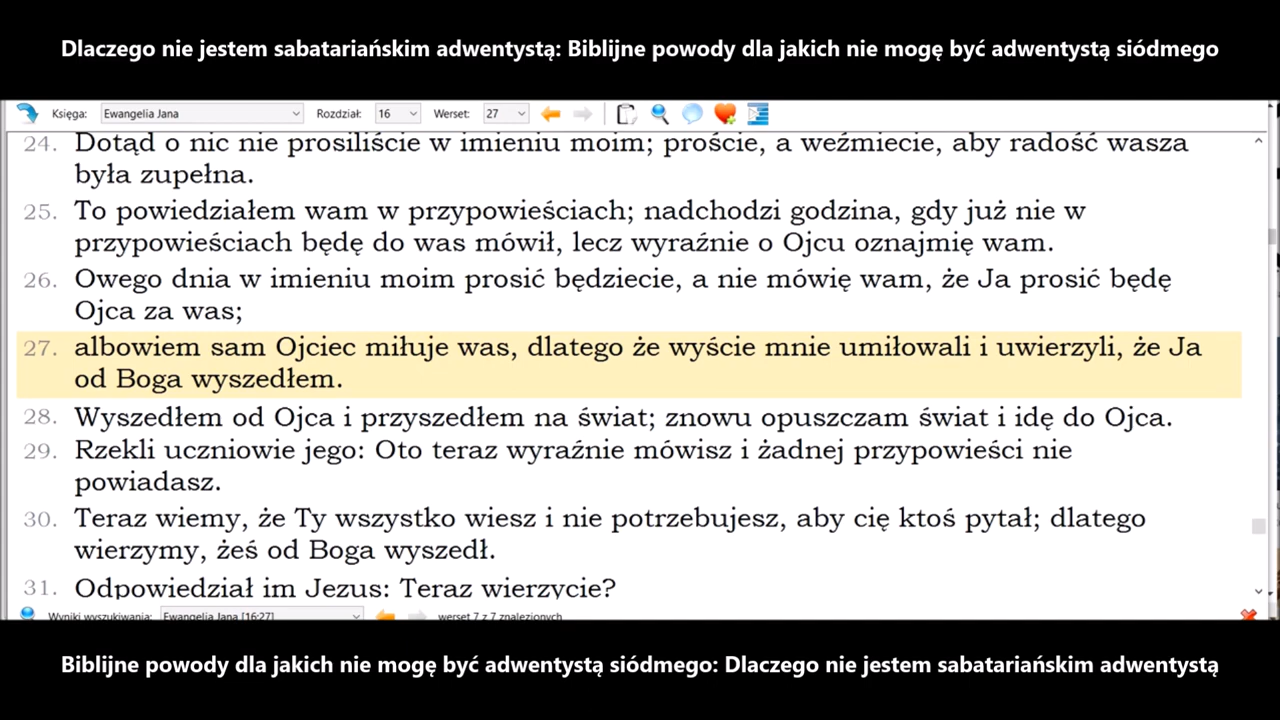 Dlaczego nie jestem sabatariańskim adwentystą: Biblijne powody dla jakich nie mogę być adwentystą siódmego
Księga: Ewangelia Jana Rozdział: 16 Werset: 27
24. Dotąd o nic nie prosiliście w imieniu moim; proście, a weźmiecie, aby radość wasza
była zupełna.
25. To powiedziałem wam w przypowieściach; nadchodzi godzina, gdy już nie w
przypowieściach będę do was mówił, lecz wyraźnie o Ojcu oznajmię wam.
26. Owego dnia w imieniu moim prosić będziecie, a nie mówię wam, że Ja prosić będę
Ojca za was;
27. albowiem sam Ojciec miłuje was, dlatego że wyście mnie umiłowali i uwierzyli, że Ja
od Boga wyszedłem.
28. Wyszedłem od Ojca i przyszedłem na świat; znowu opuszczam świat i idę do Ojca.
29. Rzekli uczniowie jego: Oto teraz wyraźnie mówisz i żadnej przypowieści nie
powiadasz.
30. Teraz wiemy, że Ty wszystko wiesz i nie potrzebujesz, aby cię ktoś pytał; dlatego
wierzymy, żeś od Boga wyszedł.
31. Odpowiedział im Jezus: Teraz wierzycie?
Wyniki wyszukiwania: Ewangelia Jana [16:27] werset 7 z 7 znalezionych
Biblijne powody dla jakich nie mogę być adwentystą siódmego: Dlaczego nie jestem sabatariańskim adwentystą